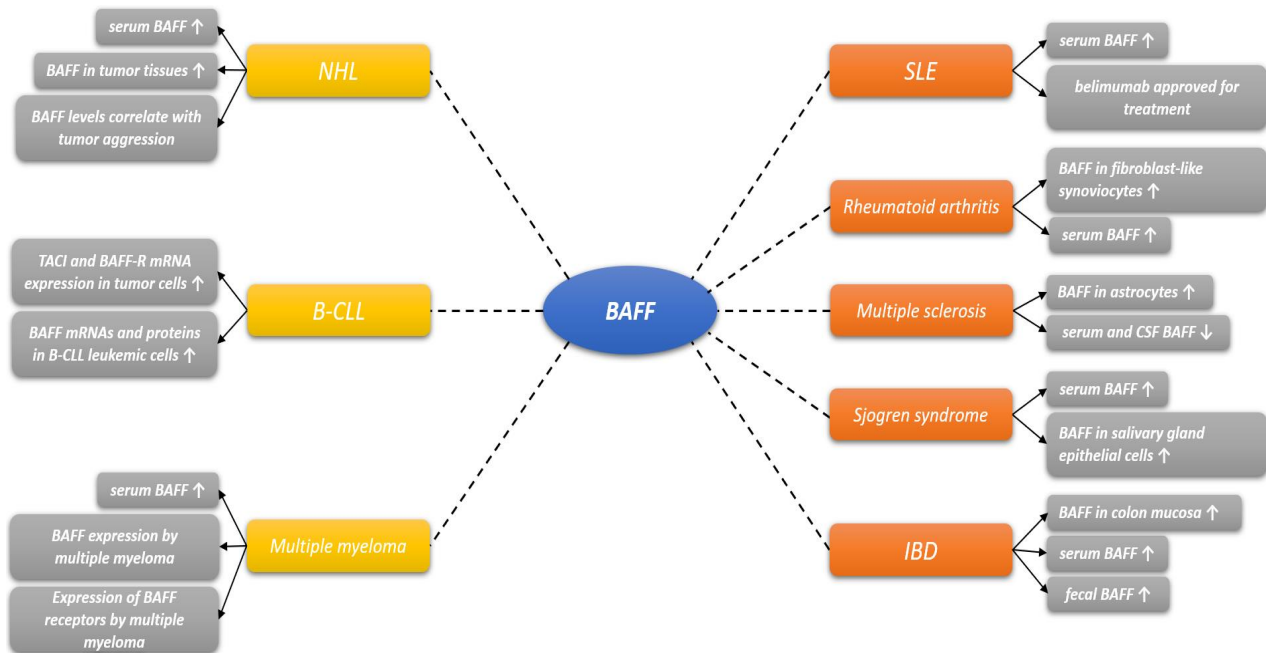 serum BAFF ↑
BAFF in tumor tissues ↑
BAFF levels correlate with
tumor aggression
NHL
TACI and BAFF-R mRNA
expression in tumor cells ↑
BAFF mRNAs and proteins
in B-CLL leukemic cells ↑
B-CLL
serum BAFF ↑
BAFF expression by
multiple myeloma
Expression of BAFF
receptors by multiple
myeloma
Multiple myeloma
BAFF
SLE
serum BAFF ↑
belimumab approved for
treatment
Rheumatoid arthritis
BAFF in fibroblast-like
synoviocytes ↑
serum BAFF ↑
Multiple sclerosis
BAFF in astrocytes ↑
serum and CSF BAFF ↓
Sjogren syndrome
serum BAFF ↑
BAFF in salivary gland
epithelial cells ↑
IBD
BAFF in colon mucosa ↑
serum BAFF ↑
fecal BAFF ↑